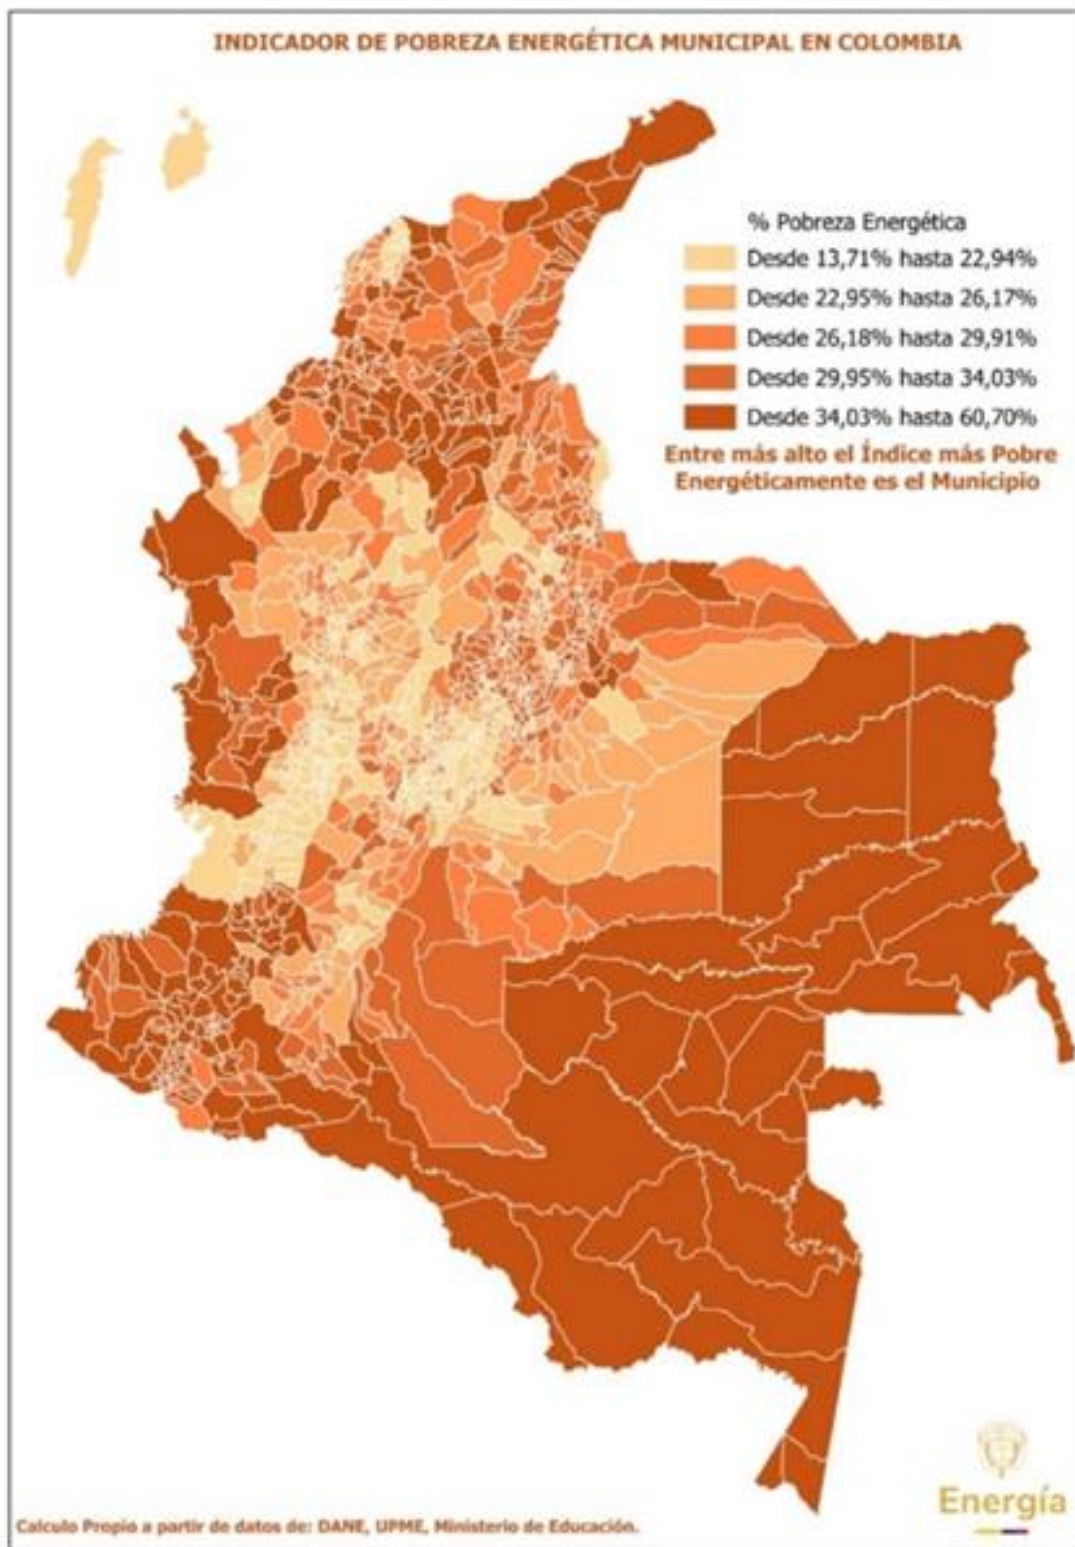 INDICADOR DE POBREZA ENERGÉTICA MUNICIPAL EN COLOMBIA
% Pobreza Energética
Desde 13,71% hasta 22,94%
Desde 22,95% hasta 26,17%
Desde 26,18% hasta 29,91%
Desde 29,95% hasta 34,03%
Desde 34,03% hasta 60,70%
Entre más alto el Índice más Pobre
Energéticamente es el Municipio
Energía
Calculo Propio a partir de datos de: DANE, UPME, Ministerio de Educación.